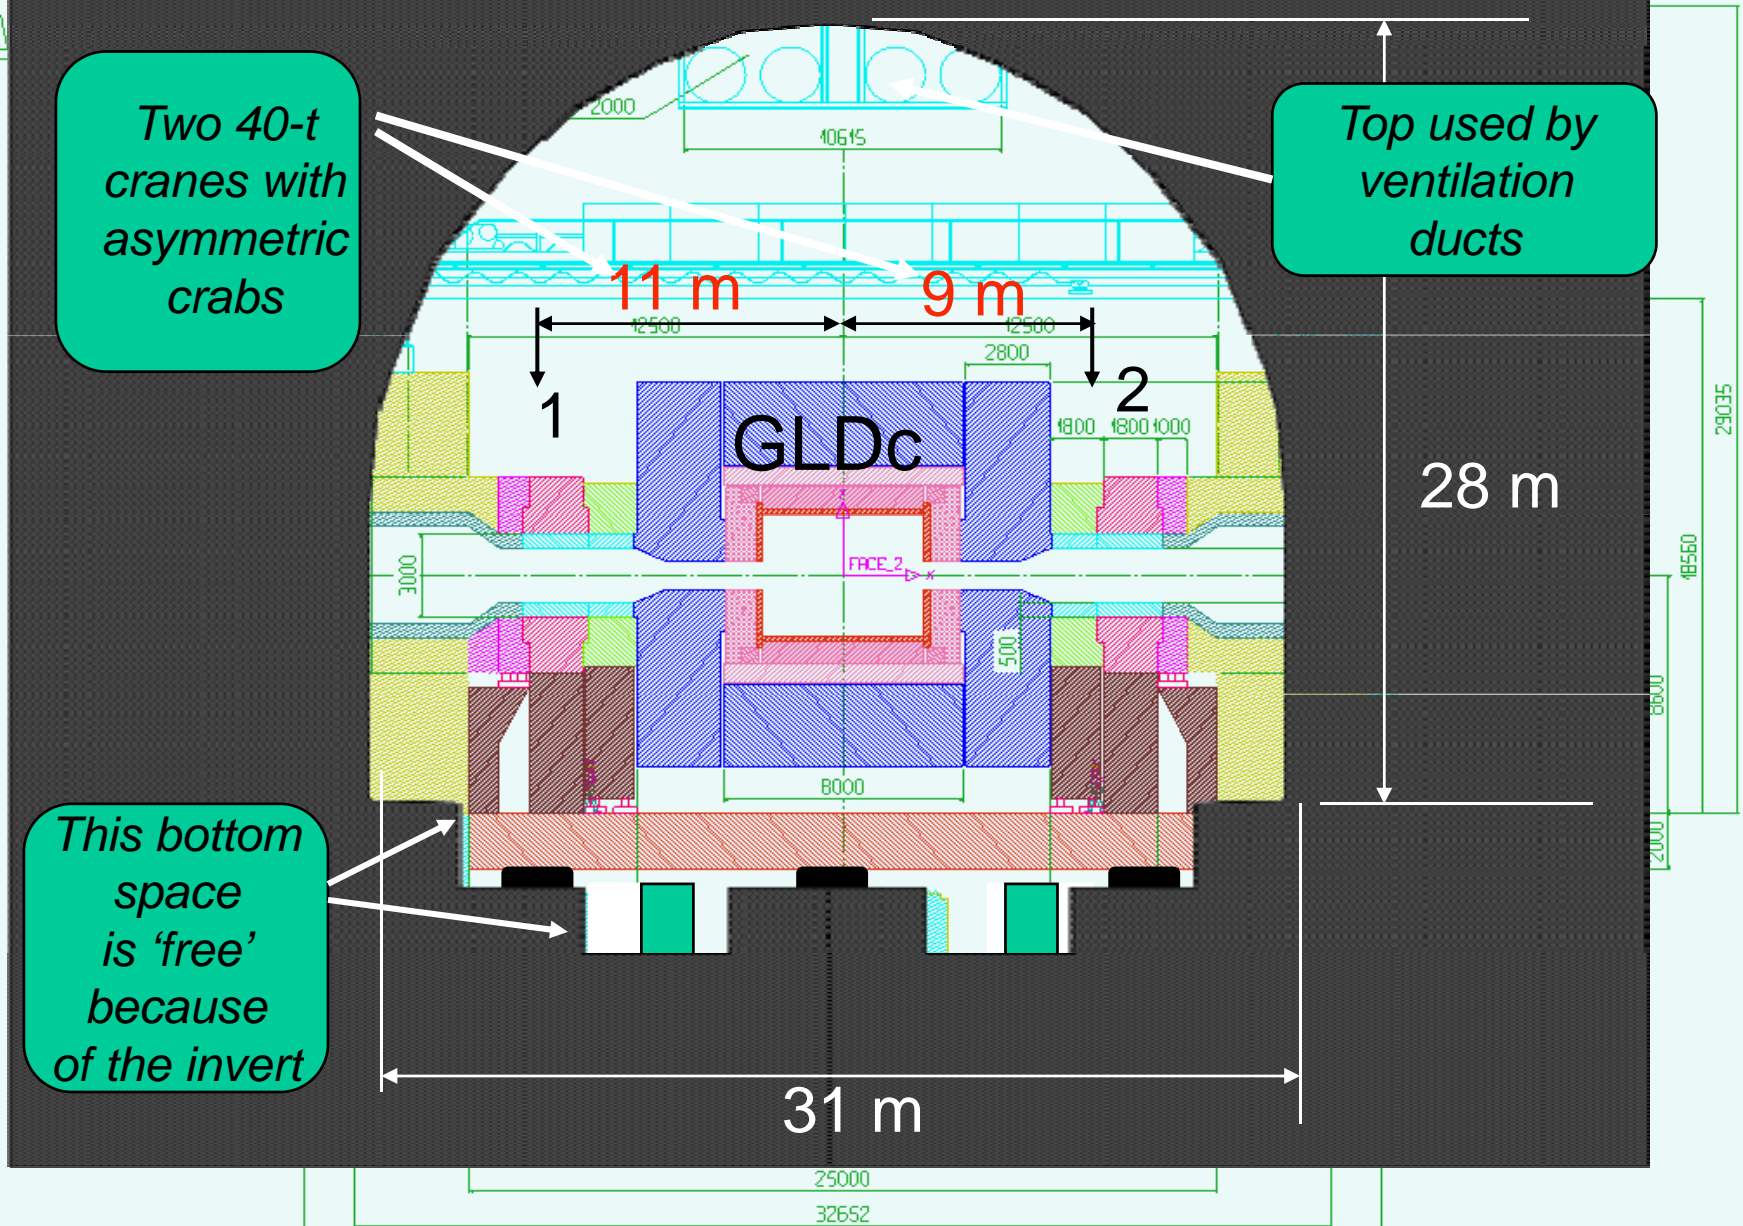 Two 40-t
cranes with
asymmetric
crabs
Top used by
ventilation
ducts
2000
10615
11 m
9 m
12500
12500
2800
1
2
GLDc
1800
1800
1000
29035
28 m
18560
3000
FACE_2
x
500
8600
8000
2000
This bottom
space
is ‘free’
because
of the invert
31 m
25000
32652